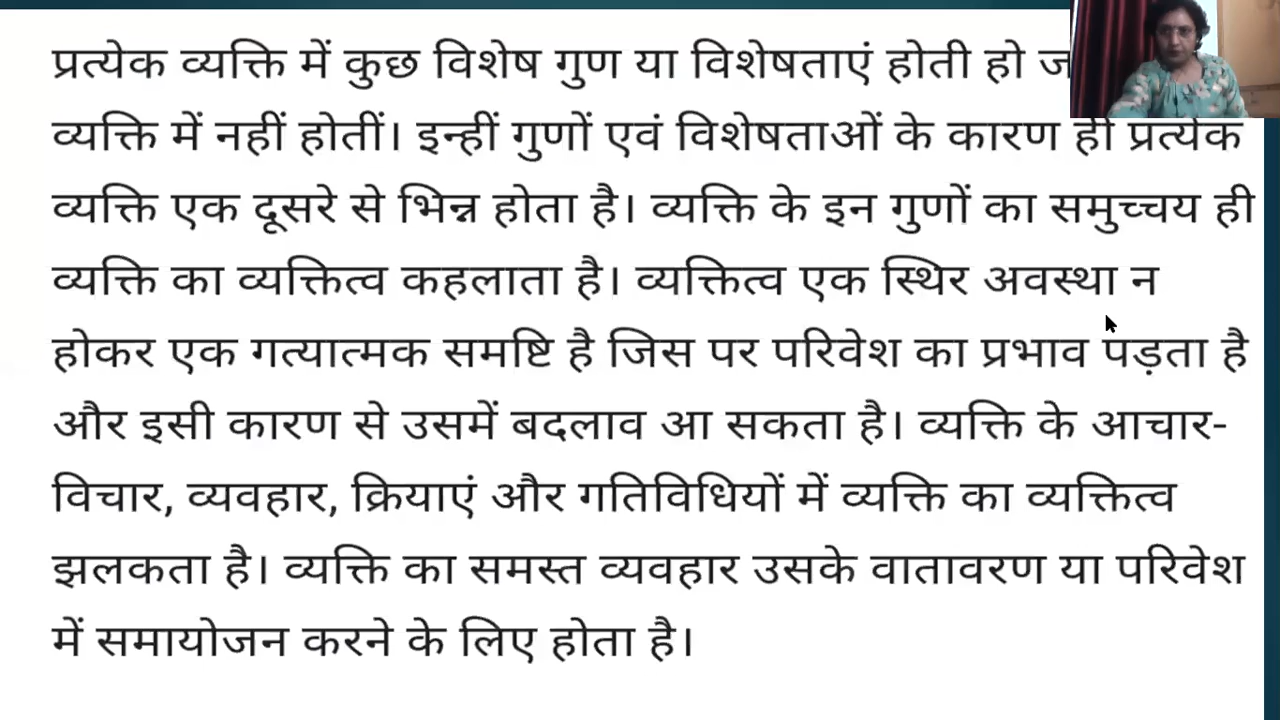 प्रत्येक व्यक्ति में कुछ विशेष गुण या विशेषताएं होती हो
व्यक्ति में नहीं होतीं। इन्हीं गुणों एवं विशेषताओं के कारण ही प्रत्येक
व्यक्ति एक दूसरे से भिन्न होता है। व्यक्ति के इन गुणों का समुच्चय ही
व्यक्ति का व्यक्तित्व कहलाता है। व्यक्तित्व एक स्थिर अवस्था न
होकर एक गत्यात्मक समष्टि है जिस पर परिवेश का प्रभाव पड़ता है
और इसी कारण से उसमें बदलाव आ सकता है। व्यक्ति के आचार-
विचार, व्यवहार, क्रियाएं और गतिविधियों में व्यक्ति का व्यक्तित्व
झलकता है। व्यक्ति का समस्त व्यवहार उसके वातावरण या परिवेश
में समायोजन करने के लिए होता है।